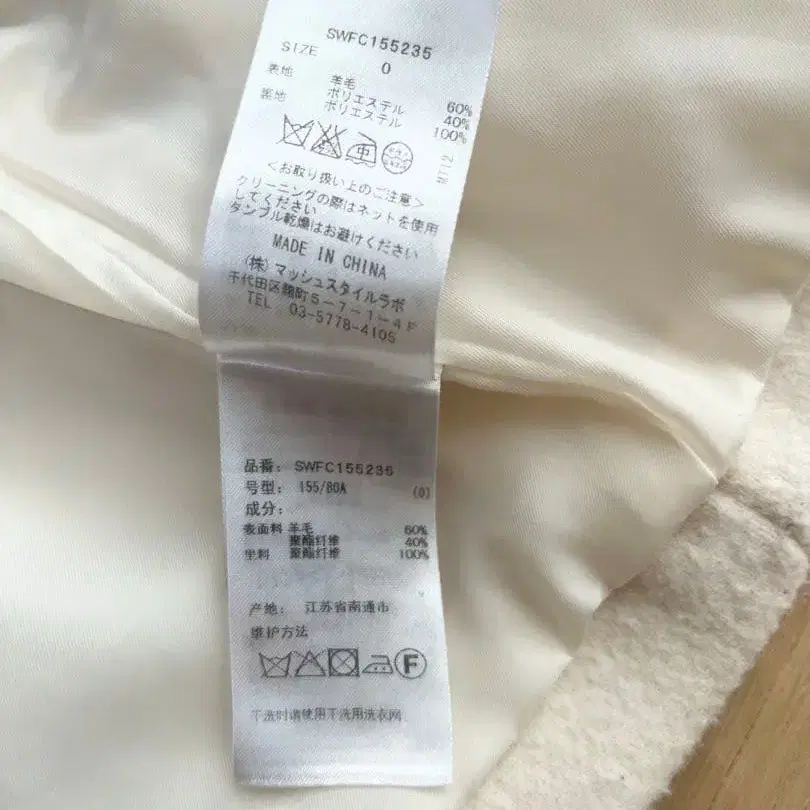 SWFC155235
SIZE 0
表地 羊毛 60%
ポリエステル 40%
裏地 ポリエステル 100%
中
MT12
<お取り扱い上のご注意>
クリーニングの際はネットを使用
してください
タンブル乾燥はお避けください
MADE IN CHINA
(株) マッシュスタイルラボ
千代田区麹町5-7-1-4F
TEL 03-5778-4105
品番: SWFC155235
号型: 155/80A (0)
成分:
表面料 羊毛 60%
聚酯纤维 40%
里料 聚酯纤维 100%
产地: 江苏省南通市
维护方法
F
干洗时请使用干洗用洗衣网